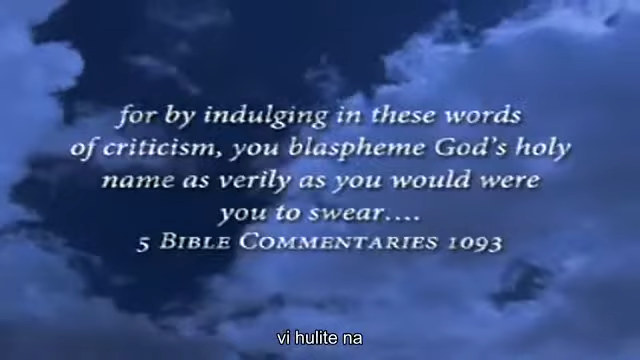 for by indulging in these words
of criticism, you blaspheme God's holy
name as verily as you would were
you to swear....
5 Bible Commentaries 1093
vi hulite na